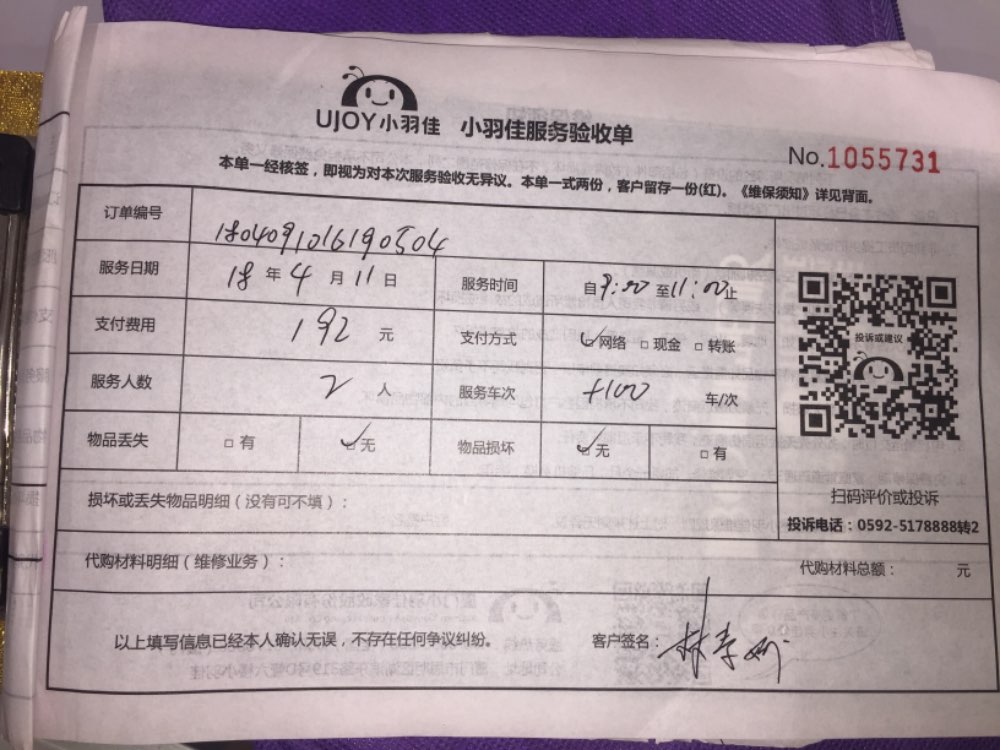 UJOY小羽佳 小羽佳服务验收单
No.1055731
本单一经核签，即视为对本次服务验收无异议。本单一式两份，客户留存一份(红)。《维保须知》详见背面。
订单编号 180409101619 0504
服务日期 18 年 4 月 11 日 服务时间 自9:00至11:00止
支付费用 192 元 支付方式 ☑网络 □现金 □转账
服务人数 2 人 服务车次 车/次
物品丢失 □有 ☑无 物品损坏 ☑无 □有
投诉或建议
扫码评价或投诉
投诉电话：0592-5178888转2
损坏或丢失物品明细（没有可不填）：
代购材料明细（维修业务）： 代购材料总额： 元
以上填写信息已经本人确认无误，不存在任何争议纠纷。 客户签名：林